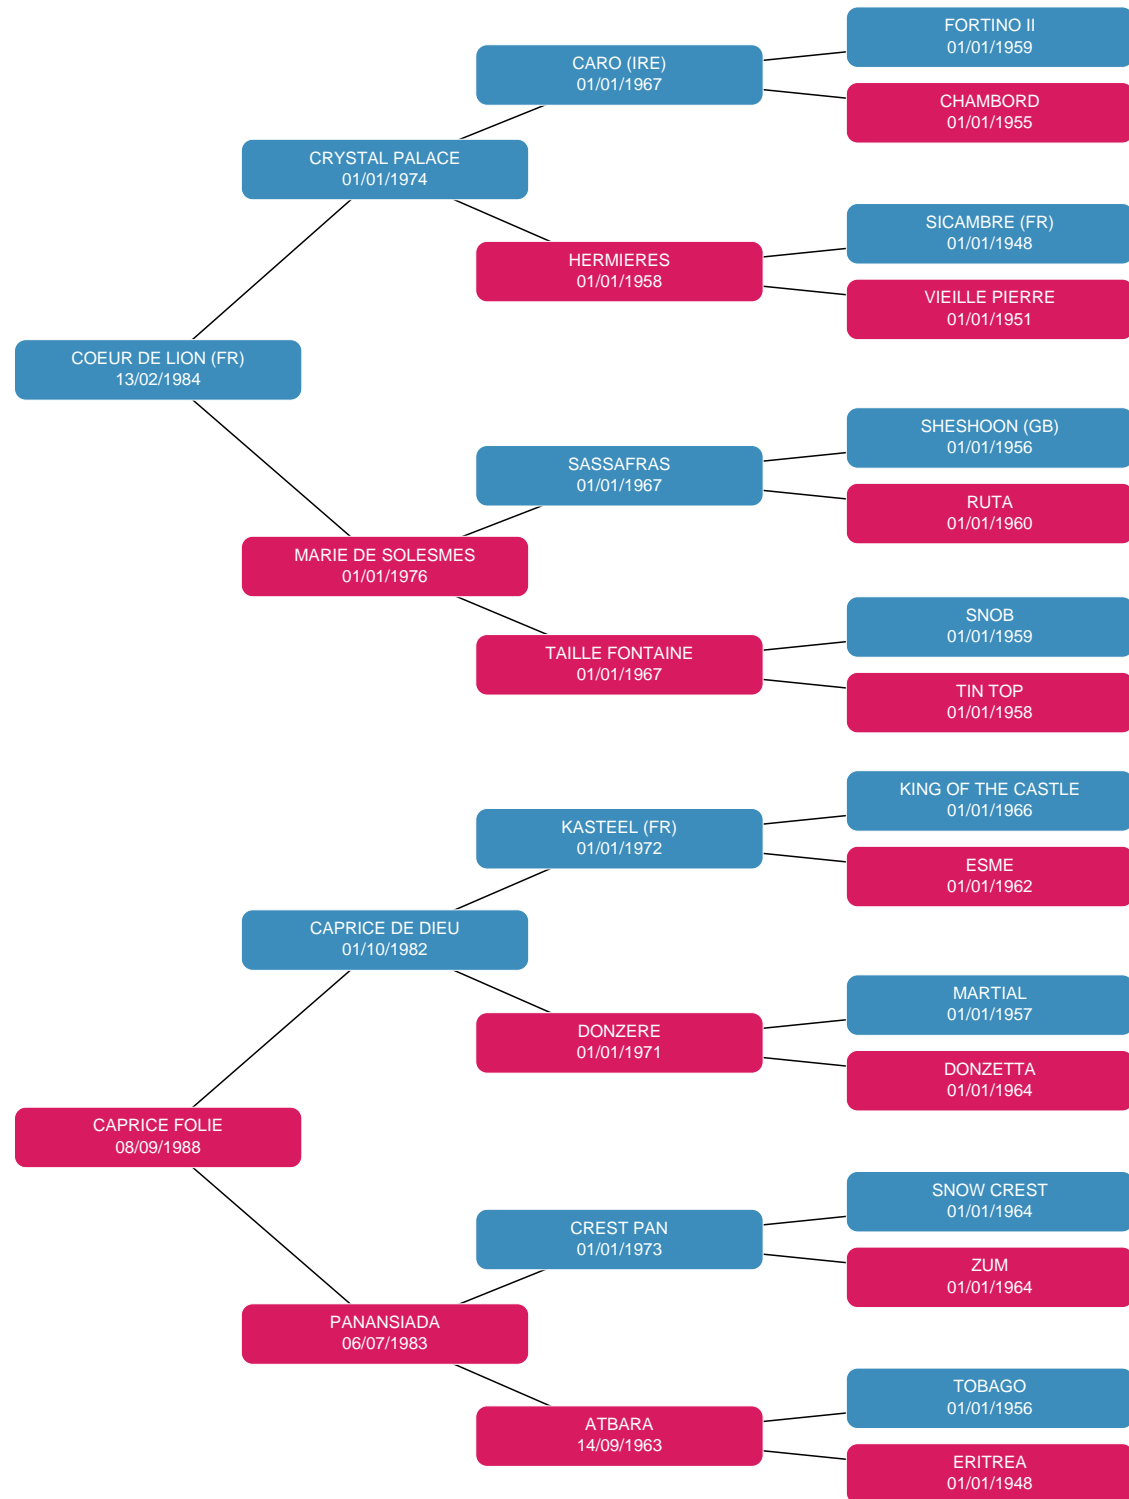 FORTINO II
01/01/1959
CARO (IRE)
01/01/1967
CHAMBORD
01/01/1955
CRYSTAL PALACE
01/01/1974
SICAMBRE (FR)
01/01/1948
HERMIERES
01/01/1958
VIEILLE PIERRE
01/01/1951
COEUR DE LION (FR)
13/02/1984
SHESHOON (GB)
01/01/1956
SASSAFRAS
01/01/1967
RUTA
01/01/1960
MARIE DE SOLESMES
01/01/1976
SNOB
01/01/1959
TAILLE FONTAINE
01/01/1967
TIN TOP
01/01/1958
KING OF THE CASTLE
01/01/1966
KASTEEL (FR)
01/01/1972
ESME
01/01/1962
CAPRICE DE DIEU
01/10/1982
MARTIAL
01/01/1957
DONZERE
01/01/1971
DONZETTA
01/01/1964
CAPRICE FOLIE
08/09/1988
SNOW CREST
01/01/1964
CREST PAN
01/01/1973
ZUM
01/01/1964
PANANSIADA
06/07/1983
TOBAGO
01/01/1956
ATBARA
14/09/1963
ERITREA
01/01/1948